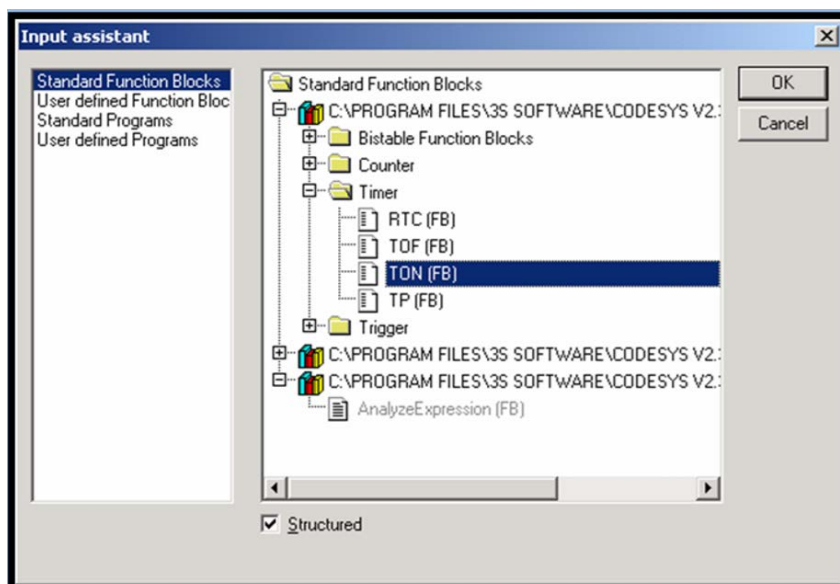 Input assistant
Standard Function Blocks
User defined Function Bloc
Standard Programs
User defined Programs
Standard Function Blocks
C:\PROGRAM FILES\3S SOFTWARE\CODESYS V2.
Bistable Function Blocks
Counter
Timer
RTC (FB)
TOF (FB)
TON (FB)
TP (FB)
Trigger
C:\PROGRAM FILES\3S SOFTWARE\CODESYS V2.
C:\PROGRAM FILES\3S SOFTWARE\CODESYS V2.
AnalyzeExpression (FB)
Structured
OK
Cancel